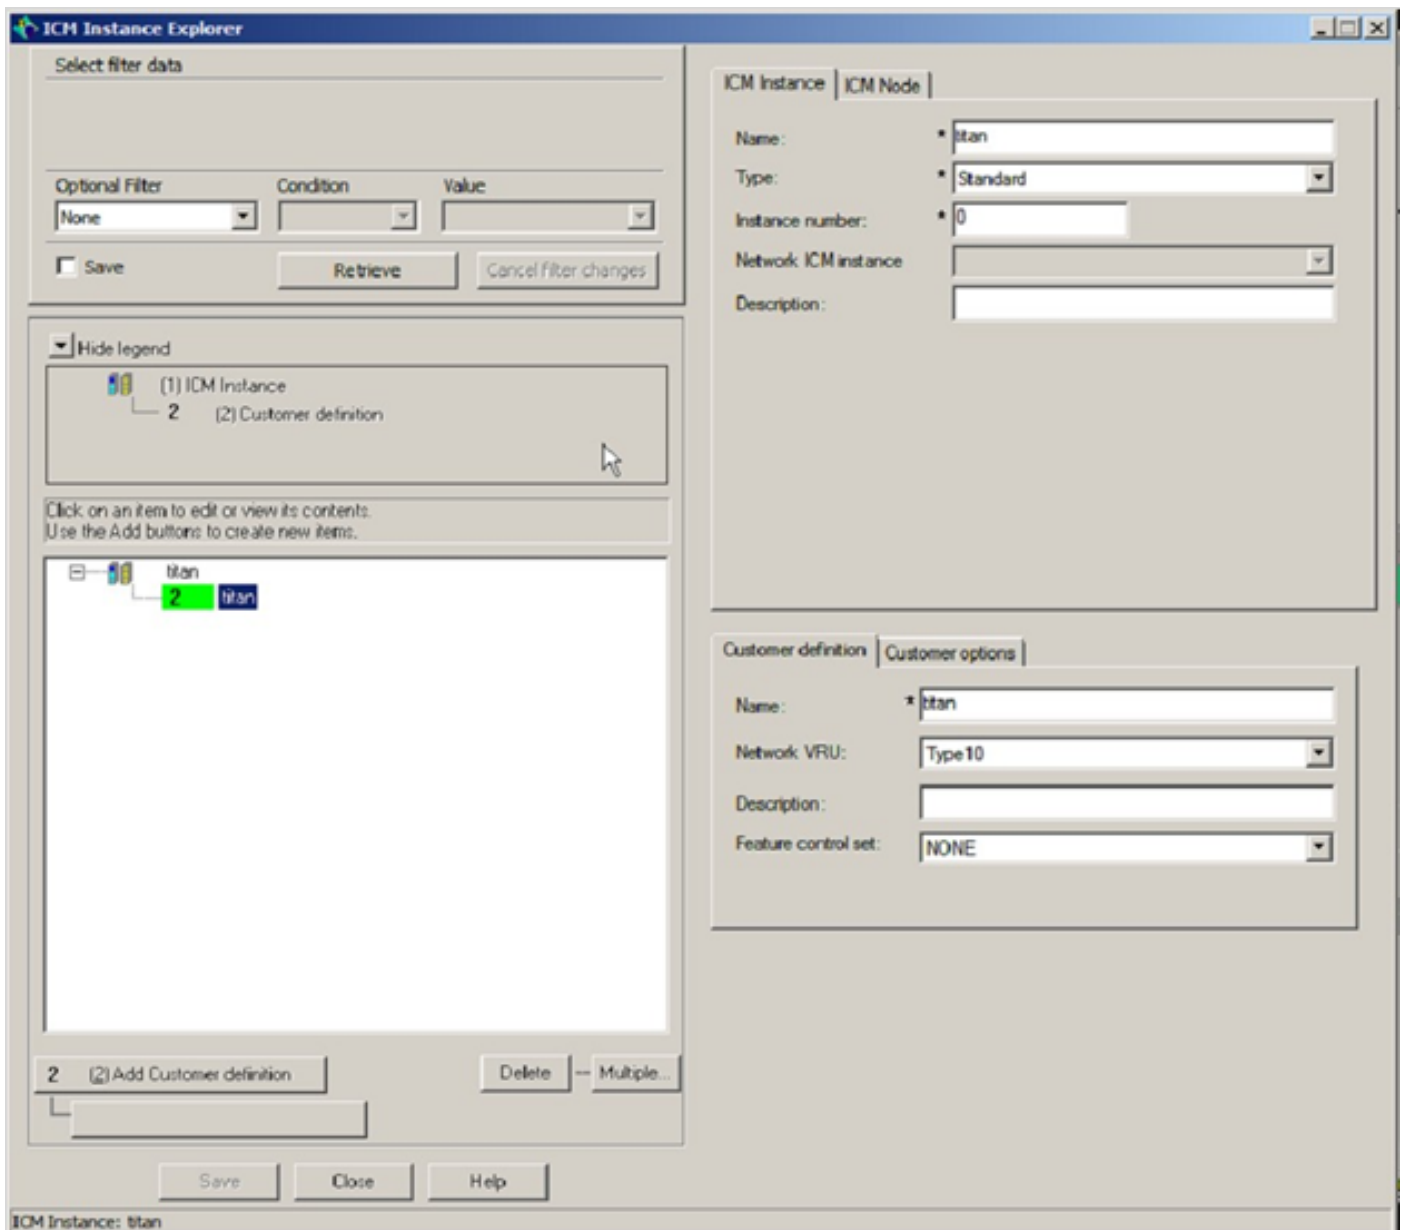 ICM Instance Explorer
Select filter data
Optional Filter Condition Value
None
Save Retrieve Cancel filter changes
Hide legend
(1) ICM Instance
2 (2) Customer definition
Click on an item to edit or view its contents.
Use the Add buttons to create new items.
titan
2 titan
2 (2) Add Customer definition Delete Multiple...
Save Close Help
ICM Instance: titan
ICM Instance ICM Node
Name: * titan
Type: * Standard
Instance number: * 0
Network ICM instance
Description:
Customer definition Customer options
Name: * titan
Network VRU: Type10
Description:
Feature control set: NONE